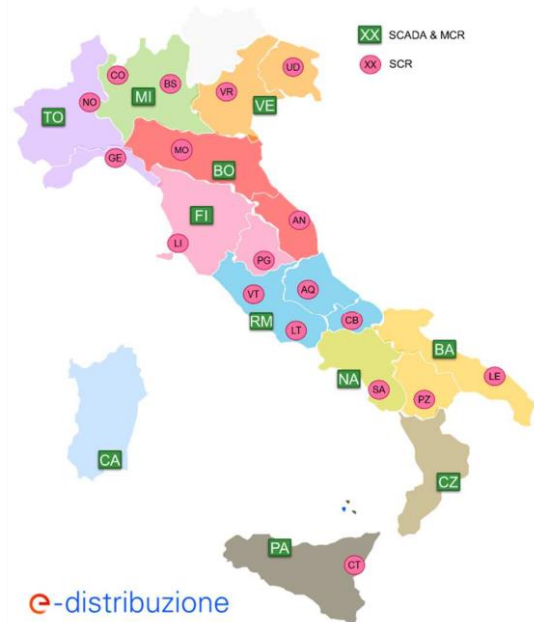 XX SCADA & MCR
XX SCR
CO
BS
UD
VR
NO
MI
VE
TO
MO
GE
BO
FI
AN
LI
PG
VT
AQ
RM
LT
CB
BA
NA
LE
SA
PZ
CA
CZ
PA
CT
e-distribuzione